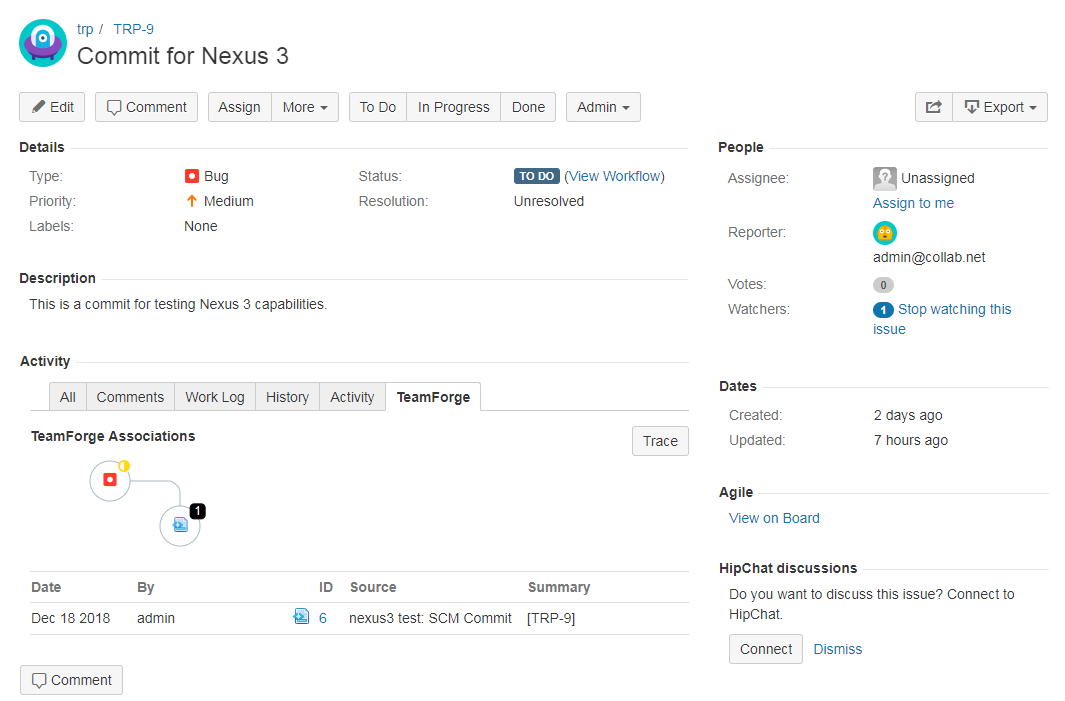 trp / TRP-9
Commit for Nexus 3
Edit Comment Assign More To Do In Progress Done Admin Export
Details
Type: Bug Status: TO DO (View Workflow)
Priority: Medium Resolution: Unresolved
Labels: None
Description
This is a commit for testing Nexus 3 capabilities.
Activity
All Comments Work Log History Activity TeamForge
TeamForge Associations Trace
1
Date By ID Source Summary
Dec 18 2018 admin 6 nexus3 test: SCM Commit [TRP-9]
Comment
People
Assignee: Unassigned
Assign to me
Reporter:
admin@collab.net
Votes: 0
Watchers: 1 Stop watching this
issue
Dates
Created: 2 days ago
Updated: 7 hours ago
Agile
View on Board
HipChat discussions
Do you want to discuss this issue? Connect to
HipChat.
Connect Dismiss